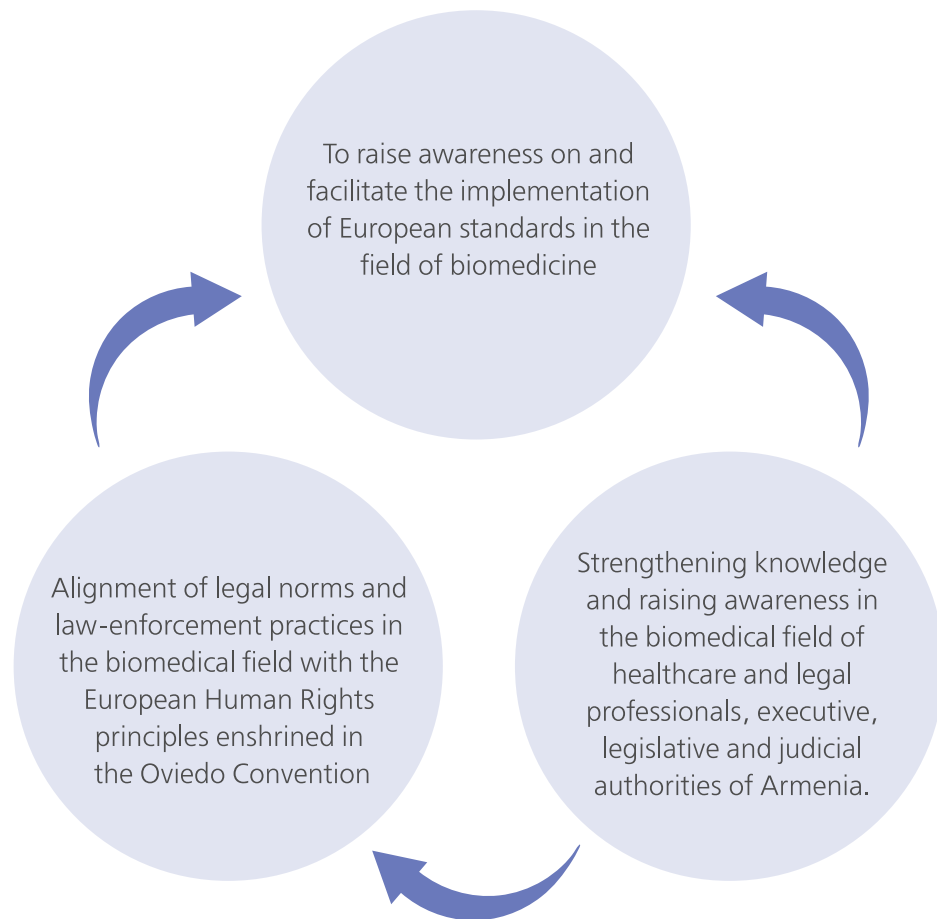 To raise awareness on and
facilitate the implementation
of European standards in the
field of biomedicine
Alignment of legal norms and
law-enforcement practices in
the biomedical field with the
European Human Rights
principles enshrined in
the Oviedo Convention
Strengthening knowledge
and raising awareness in
the biomedical field of
healthcare and legal
professionals, executive,
legislative and judicial
authorities of Armenia.